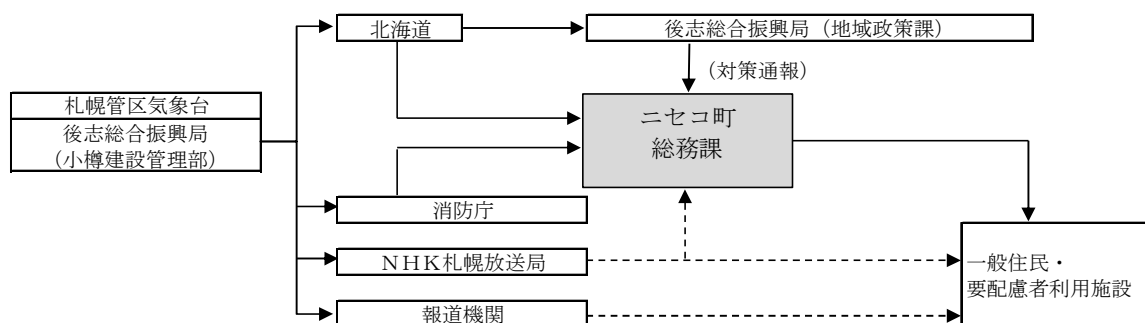 北海道
後志総合振興局（地域政策課）
（対策通報）
札幌管区気象台
後志総合振興局
（小樽建設管理部）
ニセコ町
総務課
消防庁
ＮＨＫ札幌放送局
一般住民・
要配慮者利用施設
報道機関